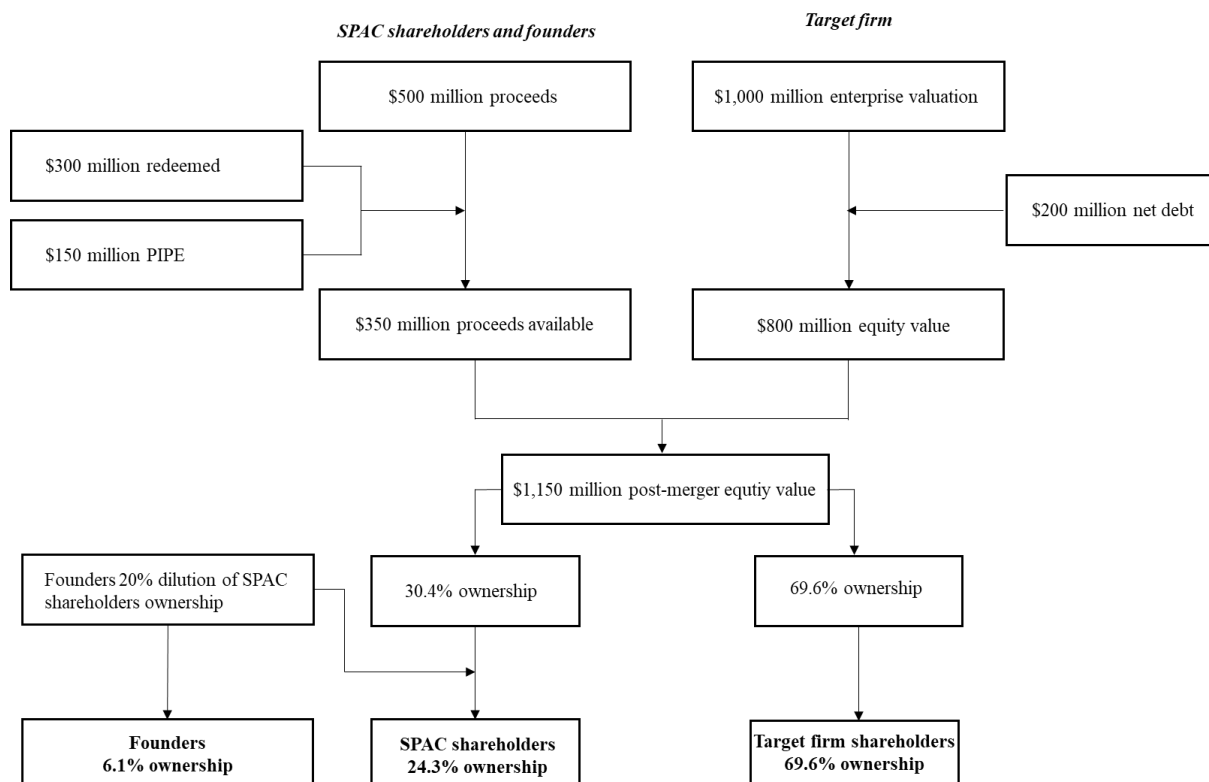 SPAC shareholders and founders
Target firm
$500 million proceeds
$1,000 million enterprise valuation
$300 million redeemed
$200 million net debt
$150 million PIPE
$350 million proceeds available
$800 million equity value
$1,150 million post-merger equtiy value
Founders 20% dilution of SPAC
shareholders ownership
30.4% ownership
69.6% ownership
Founders
6.1% ownership
SPAC shareholders
24.3% ownership
Target firm shareholders
69.6% ownership